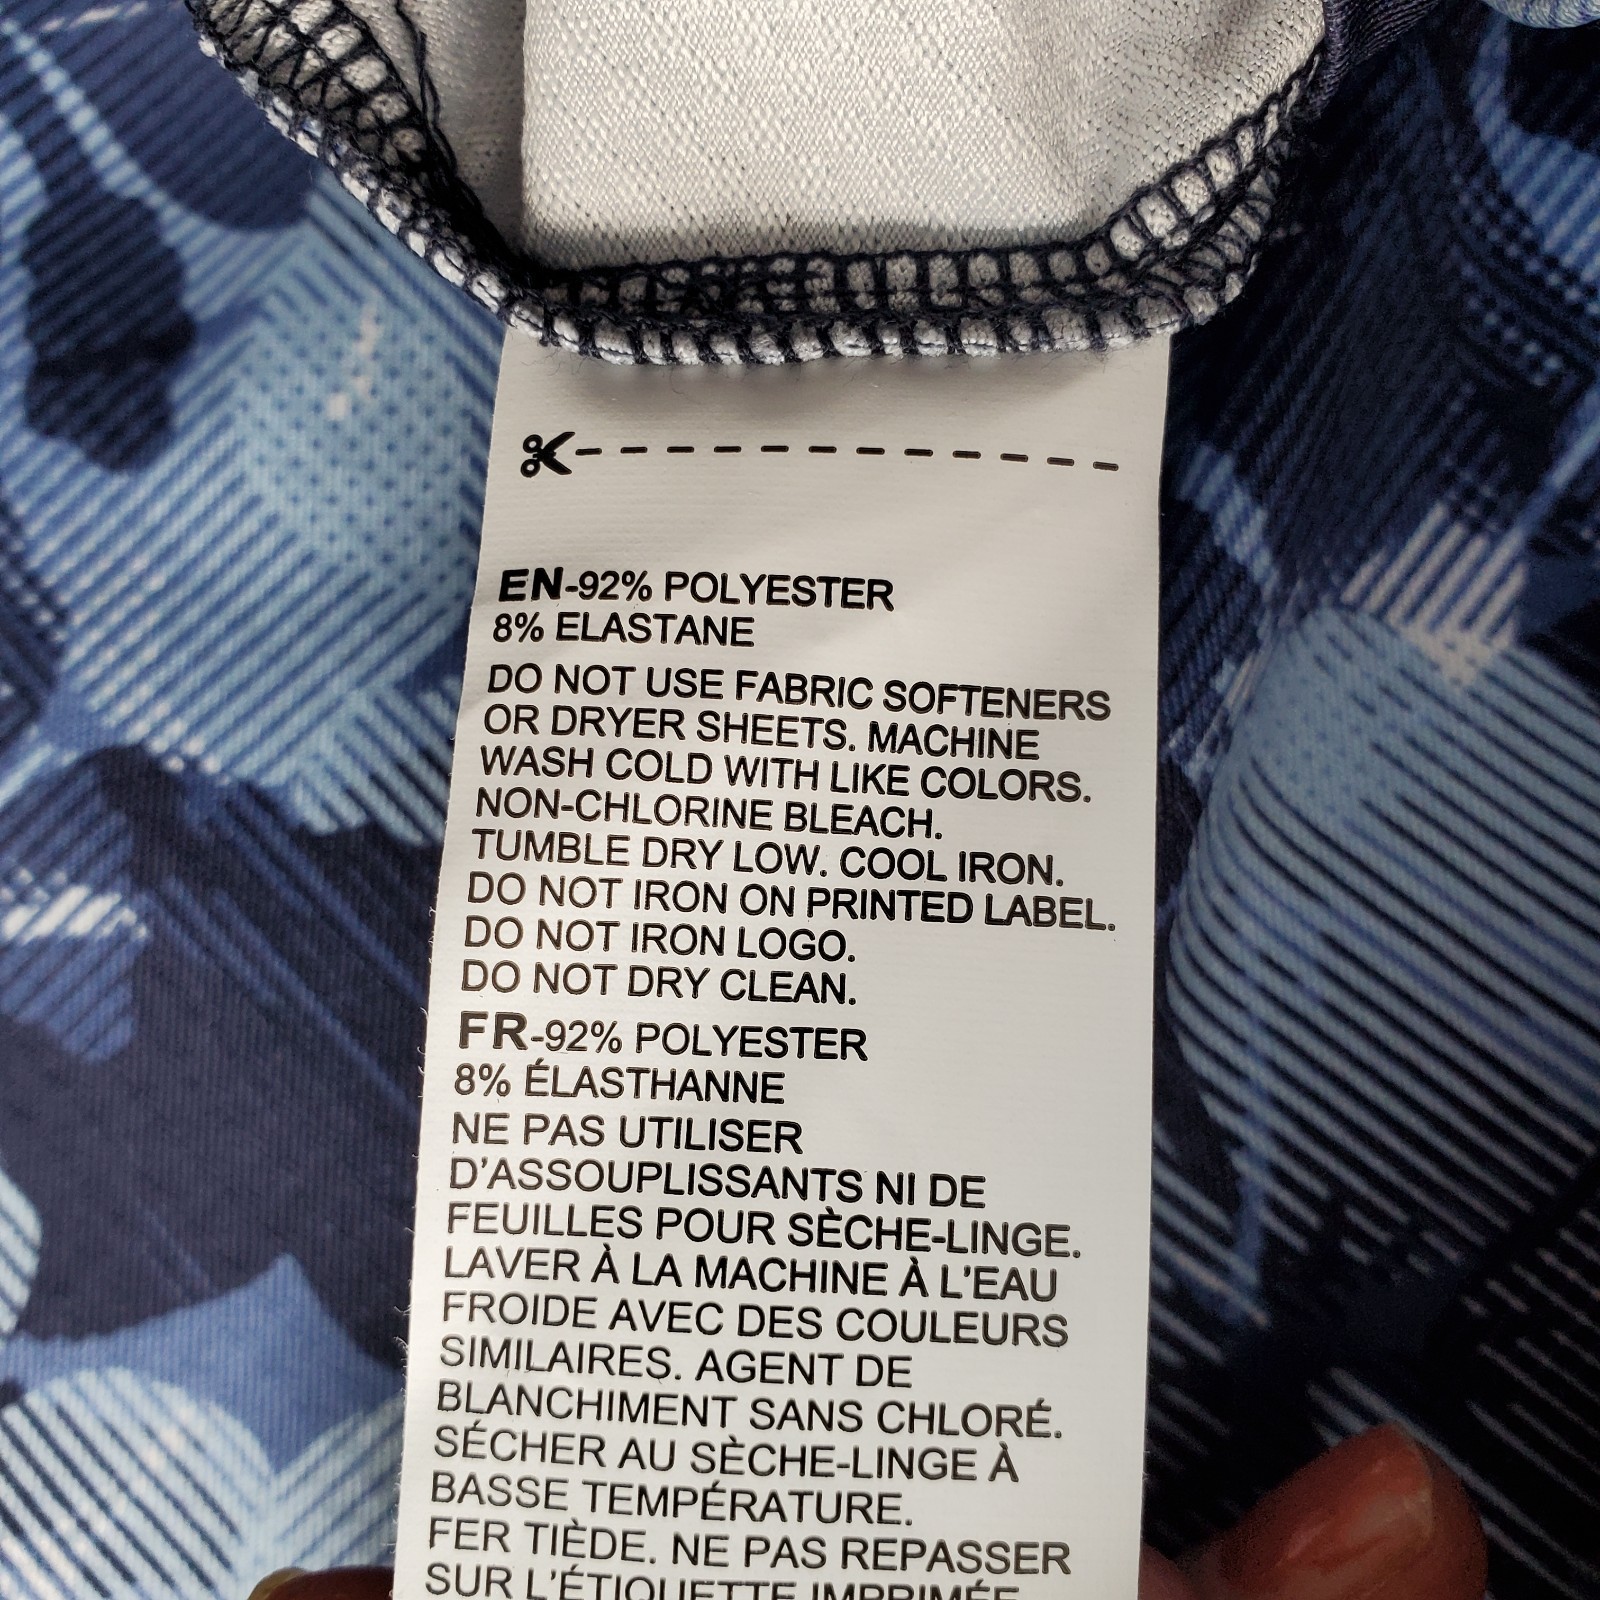 EN-92% POLYESTER
8% ELASTANE
DO NOT USE FABRIC SOFTENERS
OR DRYER SHEETS. MACHINE
WASH COLD WITH LIKE COLORS.
NON-CHLORINE BLEACH.
TUMBLE DRY LOW. COOL IRON.
DO NOT IRON ON PRINTED LABEL.
DO NOT IRON LOGO.
DO NOT DRY CLEAN.
FR-92% POLYESTER
8% ÉLASTHANNE
NE PAS UTILISER
D'ASSOUPLISSANTS NI DE
FEUILLES POUR SÈCHE-LINGE.
LAVER À LA MACHINE À L'EAU
FROIDE AVEC DES COULEURS
SIMILAIRES. AGENT DE
BLANCHIMENT SANS CHLORÉ.
SÉCHER AU SÈCHE-LINGE À
BASSE TEMPÉRATURE.
FER TIÈDE. NE PAS REPASSER
SUR L'ÉTIQUETTE IMPRIMÉE